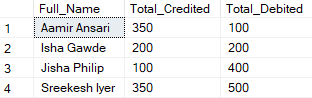 Full_Name Total_Credited Total_Debited
1 Aamir Ansari 350 100
2 Isha Gawde 200 200
3 Jisha Philip 100 400
4 Sreekesh Iyer 350 500